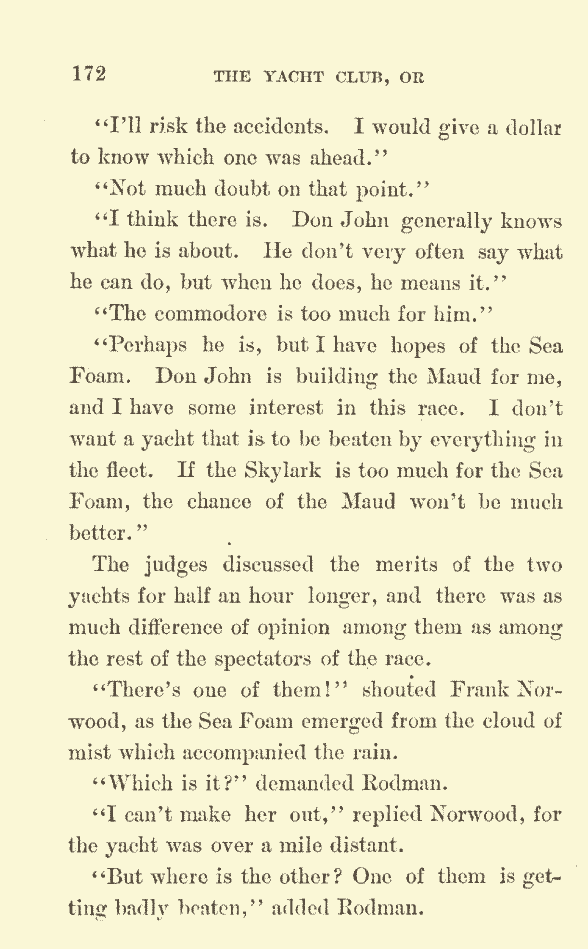 172 THE YACHT CLUB, OR
“I’ll risk the accidents. I would give a dollar
to know which one was ahead.”
“Not much doubt on that point.”
“I think there is. Don John generally knows
what he is about. He don’t very often say what
he can do, but when he does, he means it.”
“The commodore is too much for him.”
“Perhaps he is, but I have hopes of the Sea
Foam. Don John is building the Maud for me,
and I have some interest in this race. I don’t
want a yacht that is to be beaten by everything in
the fleet. If the Skylark is too much for the Sea
Foam, the chance of the Maud won’t be much
better.”
The judges discussed the merits of the two
yachts for half an hour longer, and there was as
much difference of opinion among them as among
the rest of the spectators of the race.
“There’s one of them!” shouted Frank Nor-
wood, as the Sea Foam emerged from the cloud of
mist which accompanied the rain.
“Which is it?” demanded Rodman.
“I can’t make her out,” replied Norwood, for
the yacht was over a mile distant.
“But where is the other? One of them is get-
ting badly beaten,” added Rodman.